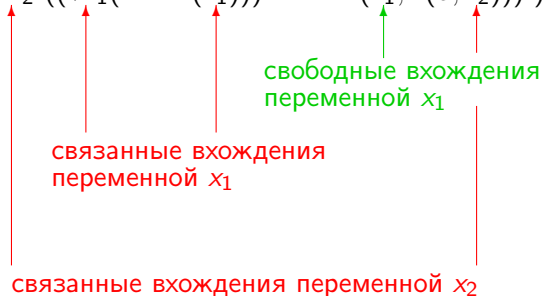 свободные вхождения
переменной x₁
связанные вхождения
переменной x₁
связанные вхождения переменной x₂